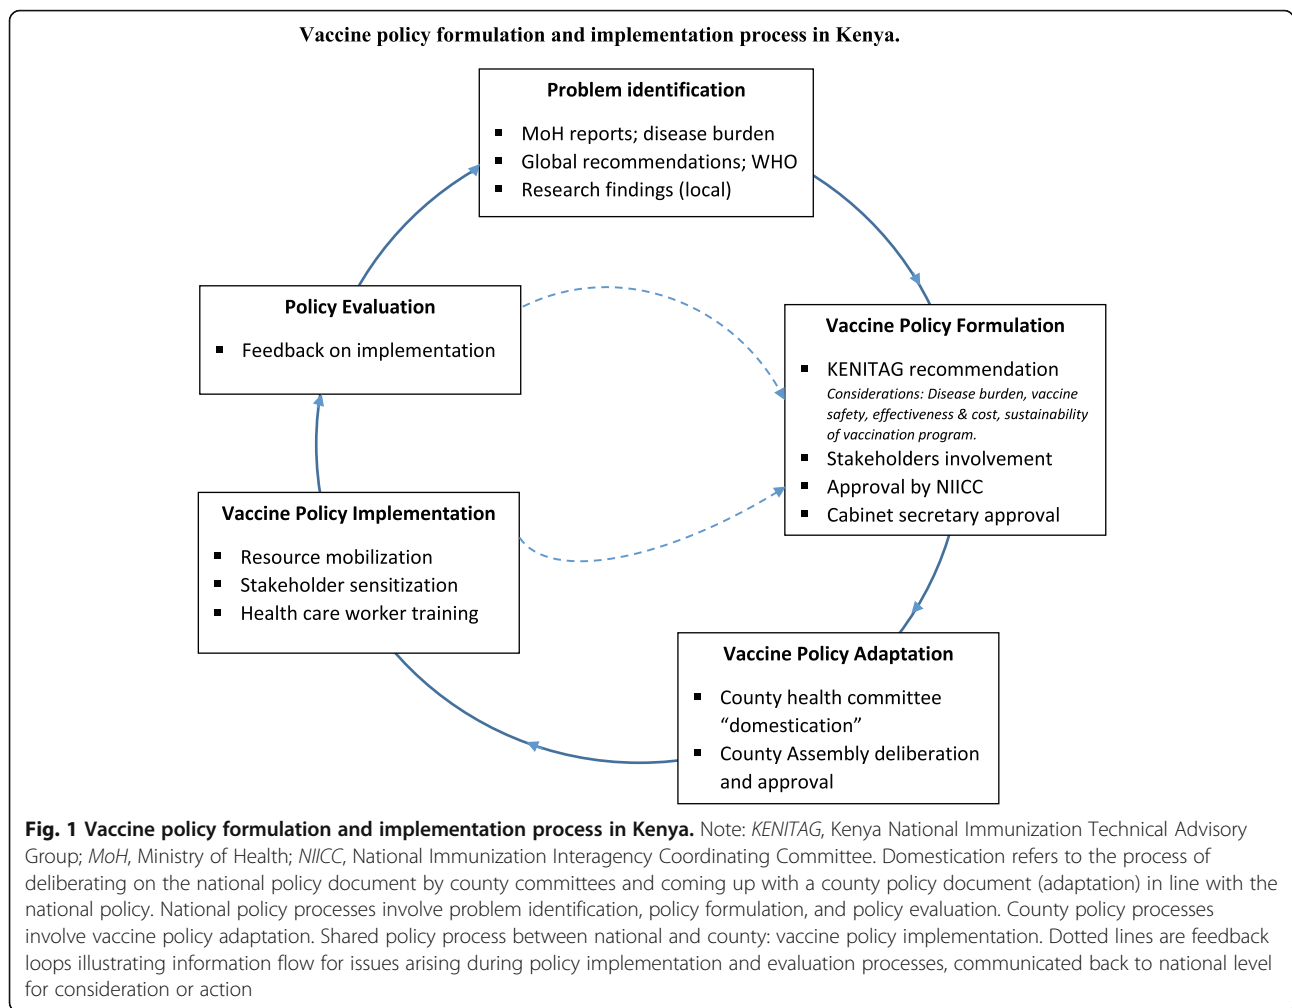 Vaccine policy formulation and implementation process in Kenya.
Problem identification
▪ MoH reports; disease burden
▪ Global recommendations; WHO
▪ Research findings (local)
Policy Evaluation
▪ Feedback on implementation
Vaccine Policy Formulation
▪ KENITAG recommendation
Considerations: Disease burden, vaccine
safety, effectiveness & cost, sustainability
of vaccination program.
▪ Stakeholders involvement
▪ Approval by NIICC
▪ Cabinet secretary approval
Vaccine Policy Implementation
▪ Resource mobilization
▪ Stakeholder sensitization
▪ Health care worker training
Vaccine Policy Adaptation
▪ County health committee
“domestication”
▪ County Assembly deliberation
and approval
Fig. 1 Vaccine policy formulation and implementation process in Kenya. Note: KENITAG, Kenya National Immunization Technical Advisory
Group; MoH, Ministry of Health; NIICC, National Immunization Interagency Coordinating Committee. Domestication refers to the process of
deliberating on the national policy document by county committees and coming up with a county policy document (adaptation) in line with the
national policy. National policy processes involve problem identification, policy formulation, and policy evaluation. County policy processes
involve vaccine policy adaptation. Shared policy process between national and county: vaccine policy implementation. Dotted lines are feedback
loops illustrating information flow for issues arising during policy implementation and evaluation processes, communicated back to national level
for consideration or action